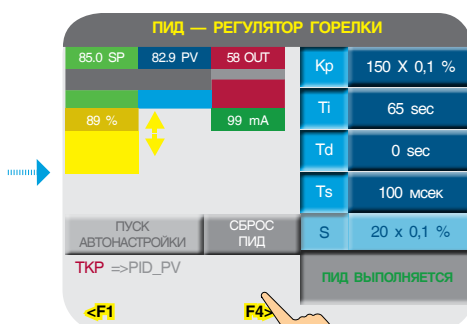 ПИД — РЕГУЛЯТОР ГОРЕЛКИ
85.0 SP 82.9 PV 58 OUT
89 % 99 mA
Kp 150 X 0,1 %
Ti 65 sec
Td 0 sec
Ts 100 мсек
S 20 x 0,1 %
ПУСК
АВТОНАСТРОЙКИ
СБРОС
ПИД
TKP =>PID_PV
ПИД ВЫПОЛНЯЕТСЯ
<F1 F4>